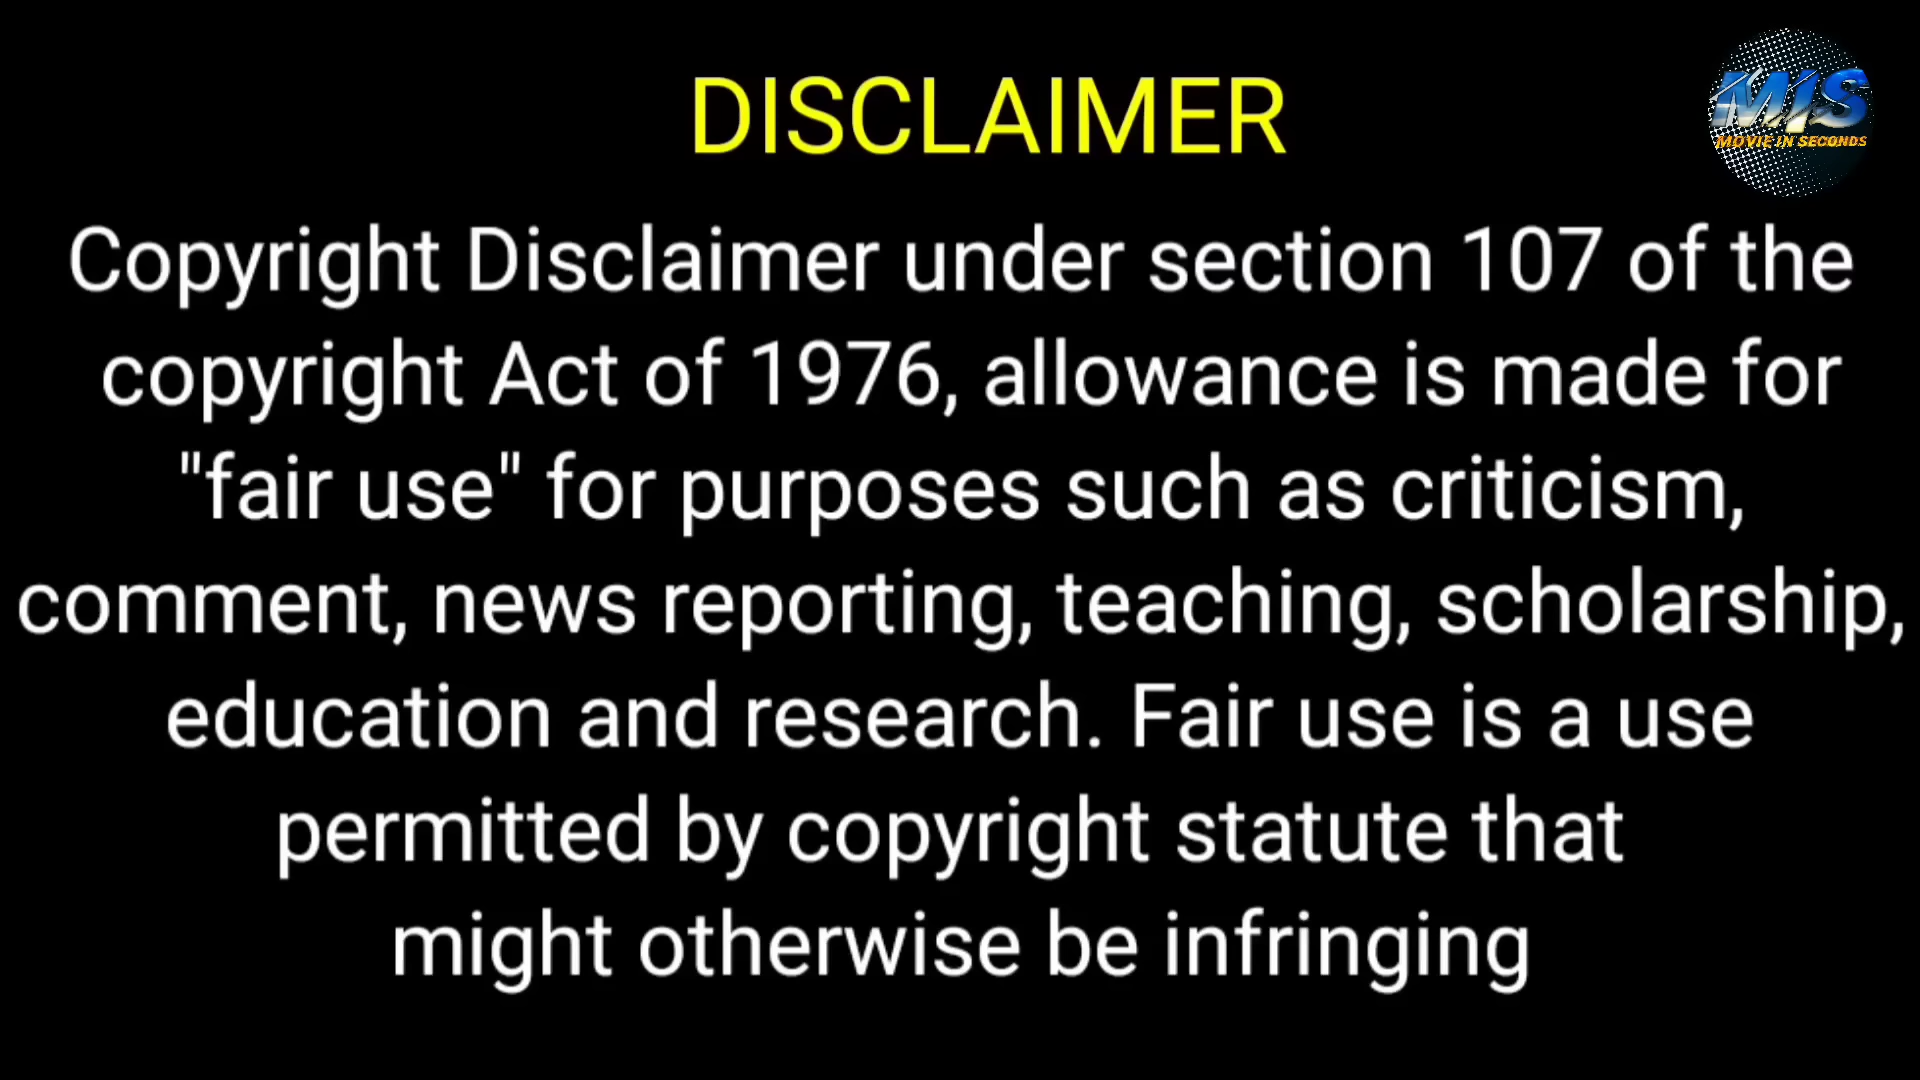 DISCLAIMER
MIS
MOVIE IN SECONDS
Copyright Disclaimer under section 107 of the
copyright Act of 1976, allowance is made for
"fair use" for purposes such as criticism,
comment, news reporting, teaching, scholarship,
education and research. Fair use is a use
permitted by copyright statute that
might otherwise be infringing